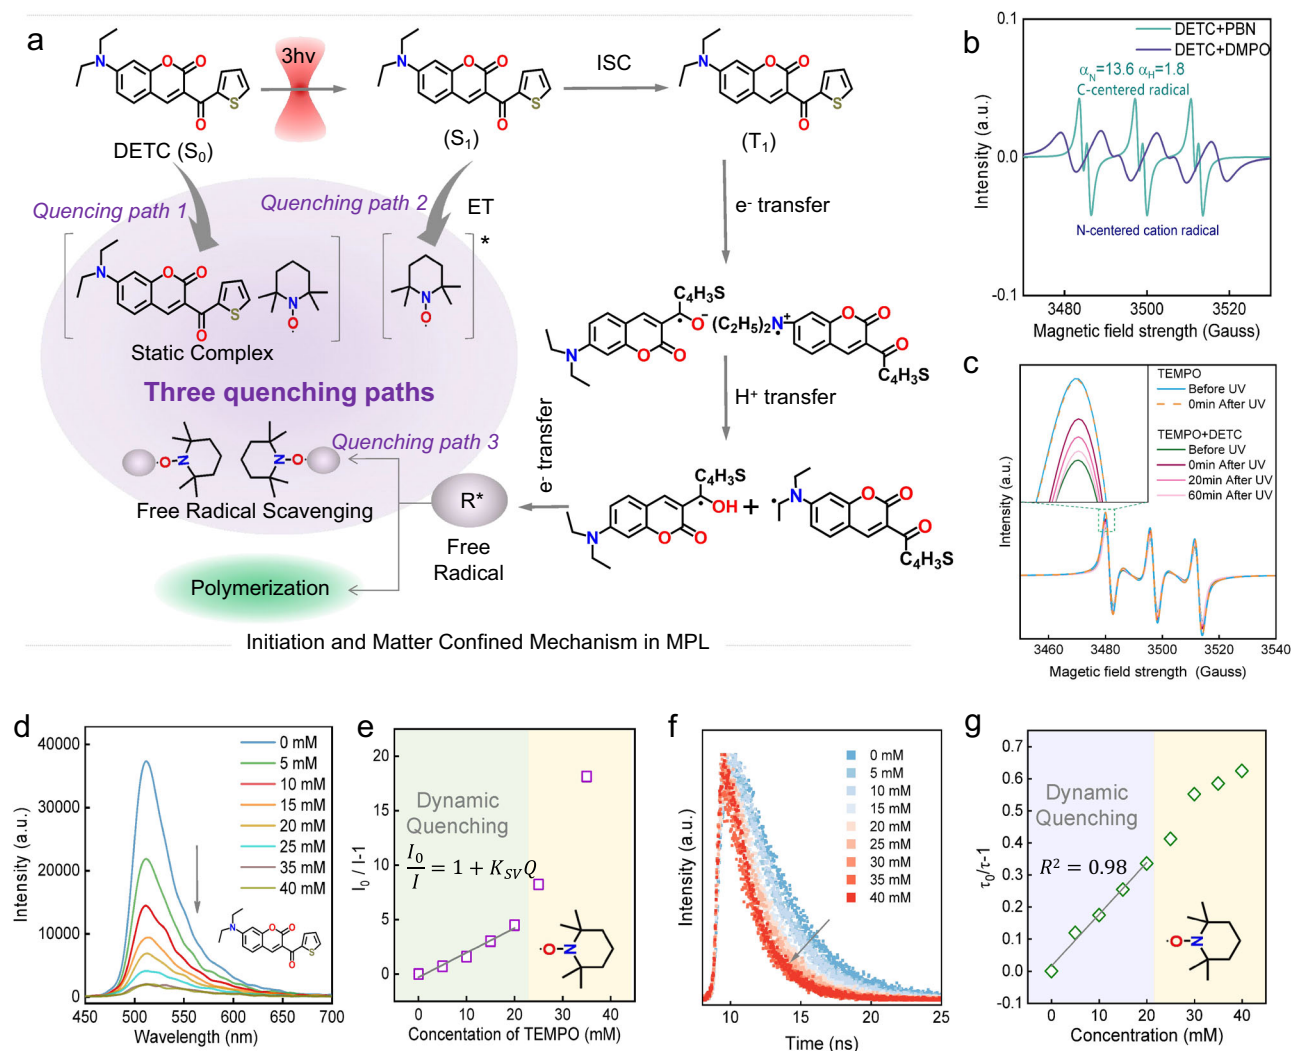 a
3hv
ISC
DETC (S0)
(S1)
(T1)
Quencing path 1
Quenching path 2
ET
e- transfer
*
Static Complex
Three quenching paths
C4H3S
(C2H5)2N
C4H3S
H+ transfer
Quenching path 3
Free Radical Scavenging
e- transfer
R*
Free
Radical
C4H3S
OH
+
C4H3S
Polymerization
Initiation and Matter Confined Mechanism in MPL
b
DETC+PBN
DETC+DMPO
αN=13.6 αH=1.8
C-centered radical
N-centered cation radical
0.1
0.0
-0.1
Intensity (a.u.)
3480 3500 3520
Magnetic field strength (Gauss)
c
TEMPO
Before UV
0min After UV
TEMPO+DETC
Before UV
0min After UV
20min After UV
60min After UV
Intensity (a.u.)
3460 3480 3500 3520 3540
Magetic field strength (Gauss)
d
40000
30000
20000
10000
0
Intensity (a.u.)
0 mM
5 mM
10 mM
15 mM
20 mM
25 mM
35 mM
40 mM
450 500 550 600 650 700
Wavelength (nm)
e
20
15
10
5
0
I0 / I-1
Dynamic
Quenching
I0/I = 1 + KSVQ
0 10 20 30 40
Concentation of TEMPO (mM)
f
Intensity (a.u.)
0 mM
5 mM
10 mM
15 mM
20 mM
25 mM
30 mM
35 mM
40 mM
10 15 20 25
Time (ns)
g
0.7
0.6
0.5
0.4
0.3
0.2
0.1
0.0
-0.1
τ0/τ-1
Dynamic
Quenching
R² = 0.98
0 10 20 30 40
Concentration (mM)